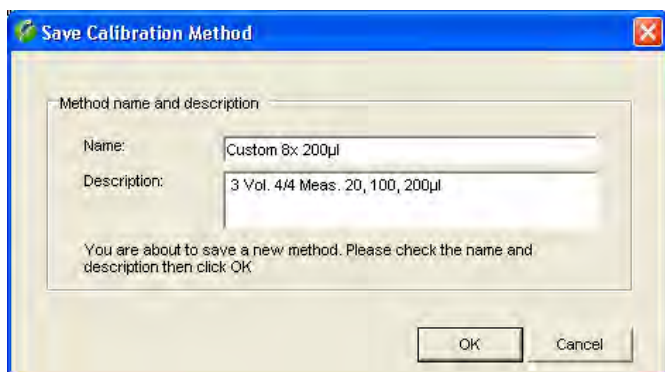 Save Calibration Method
Method name and description
Name:
Custom 8x 200µl
Description:
3 Vol. 4/4 Meas. 20, 100, 200µl
You are about to save a new method. Please check the name and
description then click OK
OK
Cancel